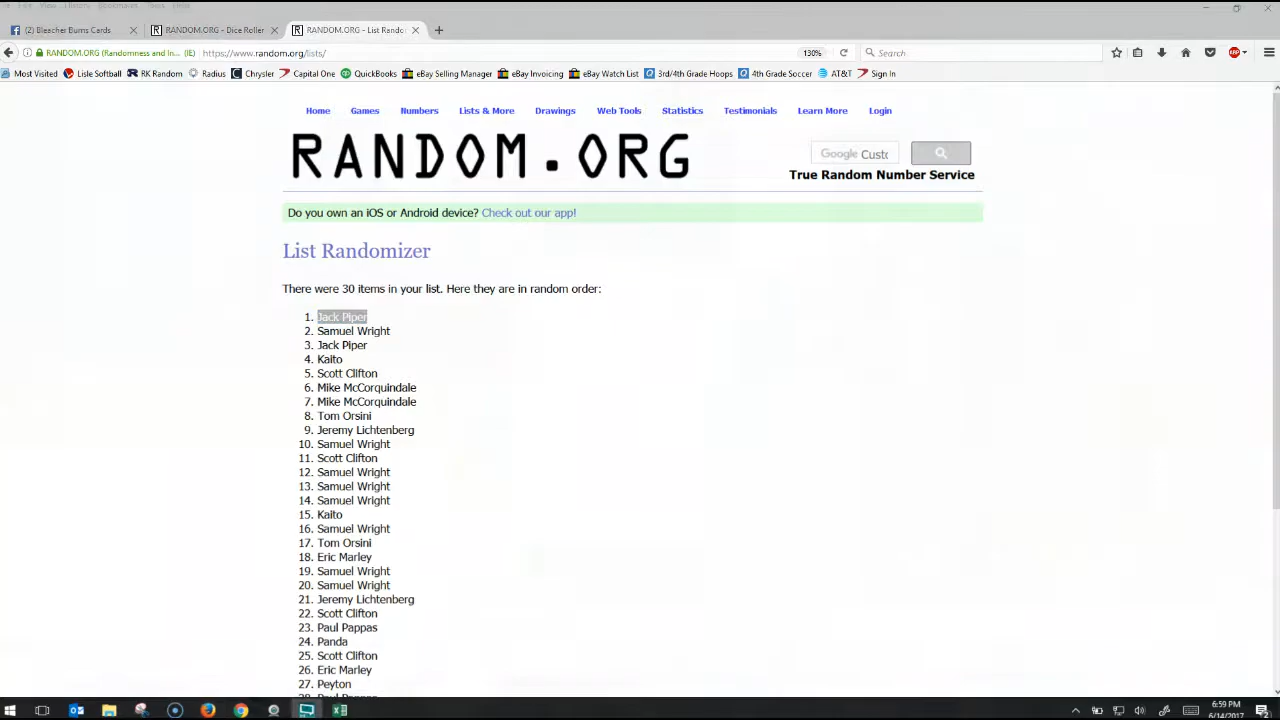 (2) Bleacher Bums Cards
RANDOM.ORG - Dice Roller
RANDOM.ORG - List Rando
RANDOM.ORG (Randomness and In... (IE)
https://www.random.org/lists/
130%
Search
Most Visited
Lisle Softball
RK Random
Radius
Chrysler
Capital One
QuickBooks
eBay Selling Manager
eBay Invoicing
eBay Watch List
3rd/4th Grade Hoops
4th Grade Soccer
AT&T
Sign In
Home Games Numbers Lists & More Drawings Web Tools Statistics Testimonials Learn More Login
RANDOM.ORG
Google Custo
True Random Number Service
Do you own an iOS or Android device? Check out our app!
List Randomizer
There were 30 items in your list. Here they are in random order:
1. Jack Piper
2. Samuel Wright
3. Jack Piper
4. Kaito
5. Scott Clifton
6. Mike McCorquindale
7. Mike McCorquindale
8. Tom Orsini
9. Jeremy Lichtenberg
10. Samuel Wright
11. Scott Clifton
12. Samuel Wright
13. Samuel Wright
14. Samuel Wright
15. Kaito
16. Samuel Wright
17. Tom Orsini
18. Eric Marley
19. Samuel Wright
20. Samuel Wright
21. Jeremy Lichtenberg
22. Scott Clifton
23. Paul Pappas
24. Panda
25. Scott Clifton
26. Eric Marley
27. Peyton
28. Paul Pappas
6:59 PM
6/14/2017